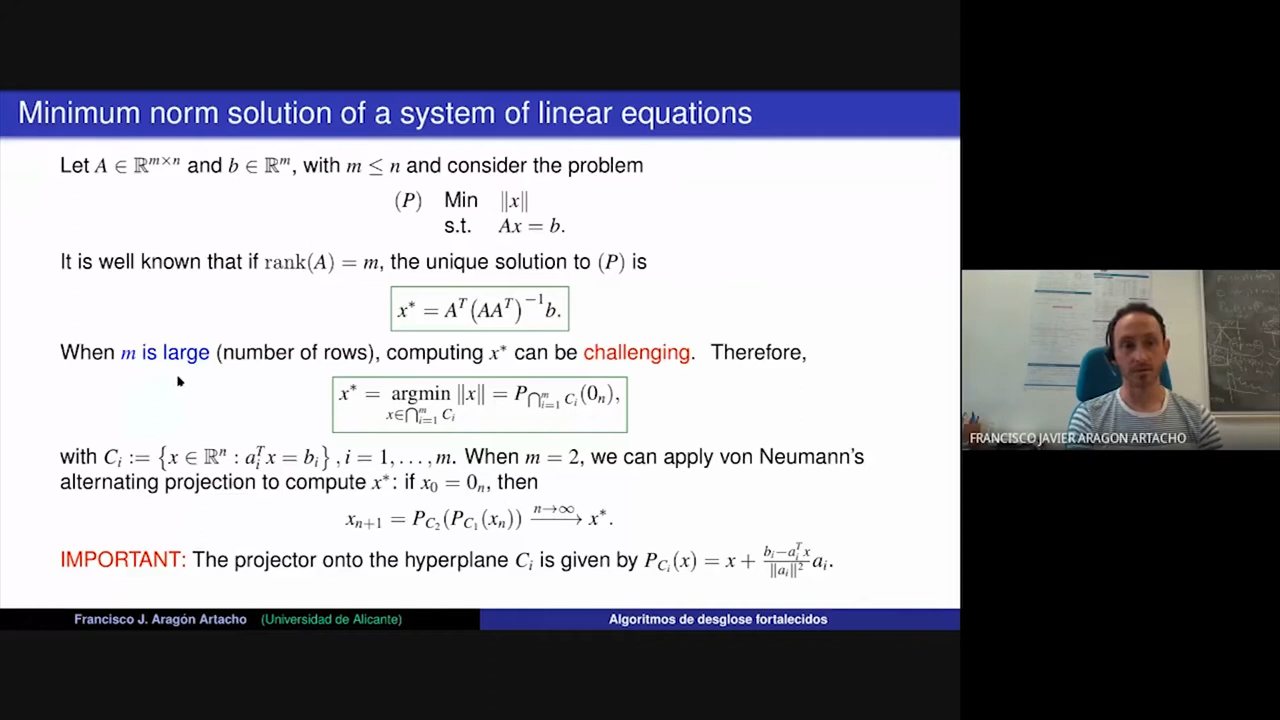 Minimum norm solution of a system of linear equations
Let A ∈ ℝ^{m×n} and b ∈ ℝ^m, with m ≤ n and consider the problem
(P) Min ‖x‖
s.t. Ax = b.
It is well known that if rank(A) = m, the unique solution to (P) is
x* = A^T(AA^T)^{-1}b.
When m is large (number of rows), computing x* can be challenging. Therefore,
x* = argmin_{x∈⋂_{i=1}^m C_i} ‖x‖ = P_{⋂_{i=1}^m C_i}(0_n),
with C_i := {x ∈ ℝ^n : a_i^T x = b_i}, i = 1, …, m. When m = 2, we can apply von Neumann's
alternating projection to compute x*: if x_0 = 0_n, then
x_{n+1} = P_{C_2}(P_{C_1}(x_n)) \xrightarrow{n→∞} x*.
IMPORTANT: The projector onto the hyperplane C_i is given by P_{C_i}(x) = x + \frac{b_i − a_i^T x}{‖a_i‖^2} a_i.
Francisco J. Aragón Artacho (Universidad de Alicante) Algoritmos de desglose fortalecidos
FRANCISCO JAVIER ARAGON ARTACHO